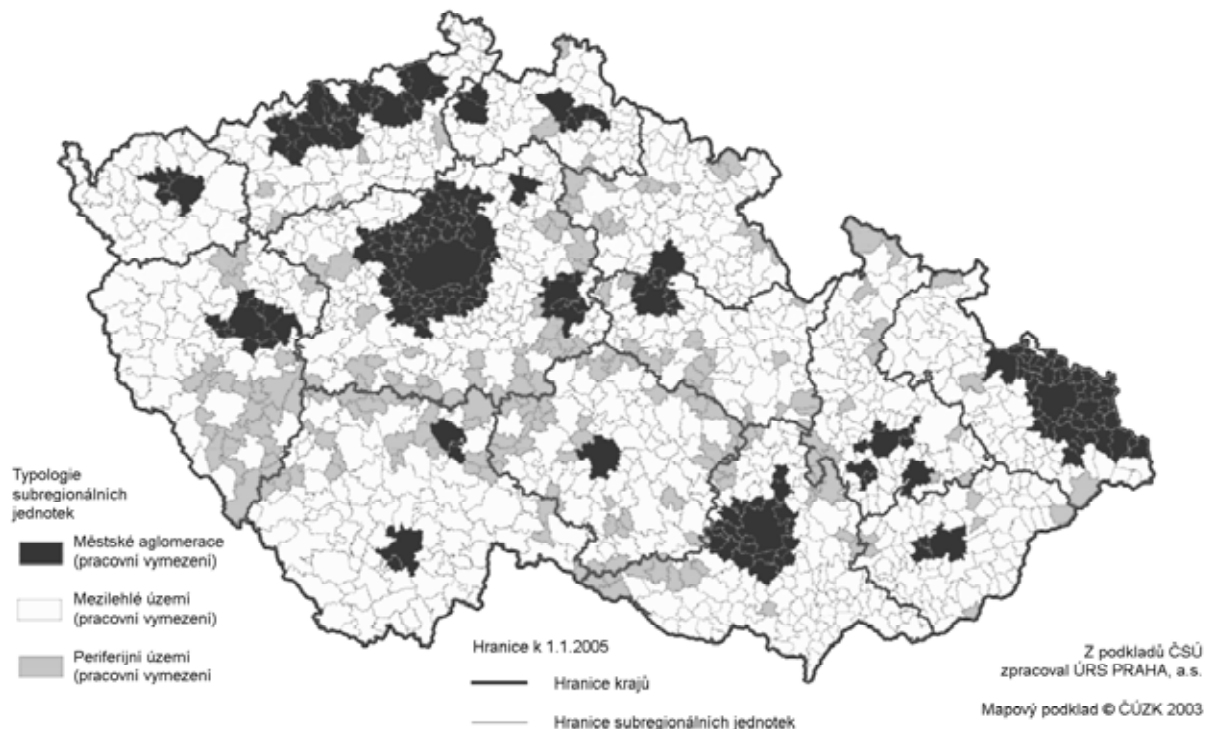 Typologie
subregionálních
jednotek
Městské aglomerace
(pracovní vymezení)
Mezilehlé území
(pracovní vymezení)
Periferijní území
(pracovní vymezení
Hranice k 1.1.2005
Hranice krajů
Hranice subregionálních jednotek
Z podkladů ČSÚ
zpracoval ÚRS PRAHA, a.s.
Mapový podklad © ČÚZK 2003